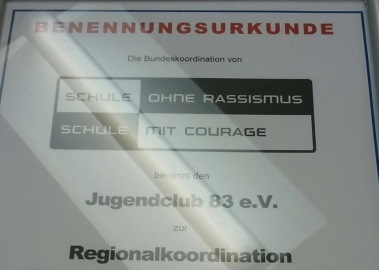 BENENNUNGSURKUNDE
Die Bundeskoordination von
SCHULE OHNE RASSISMUS
SCHULE MIT COURAGE
benennt den
Jugendclub 83 e.V.
zur
Regionalkoordination